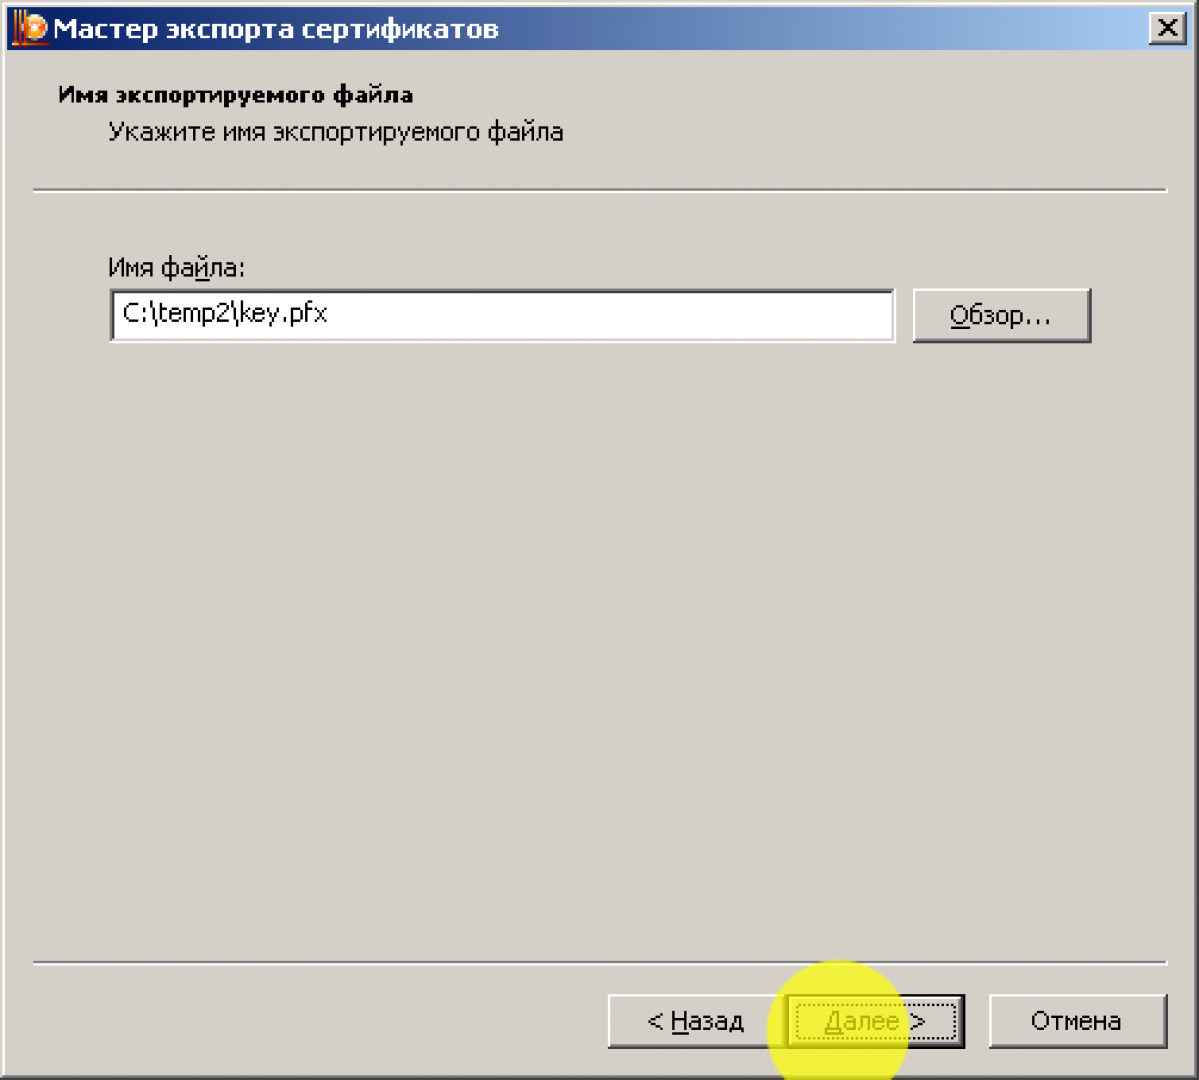 Мастер экспорта сертификатов
Имя экспортируемого файла
Укажите имя экспортируемого файла
Имя файла:
C:\temp2\key.pfx
Обзор...
< Назад
Далее >
Отмена